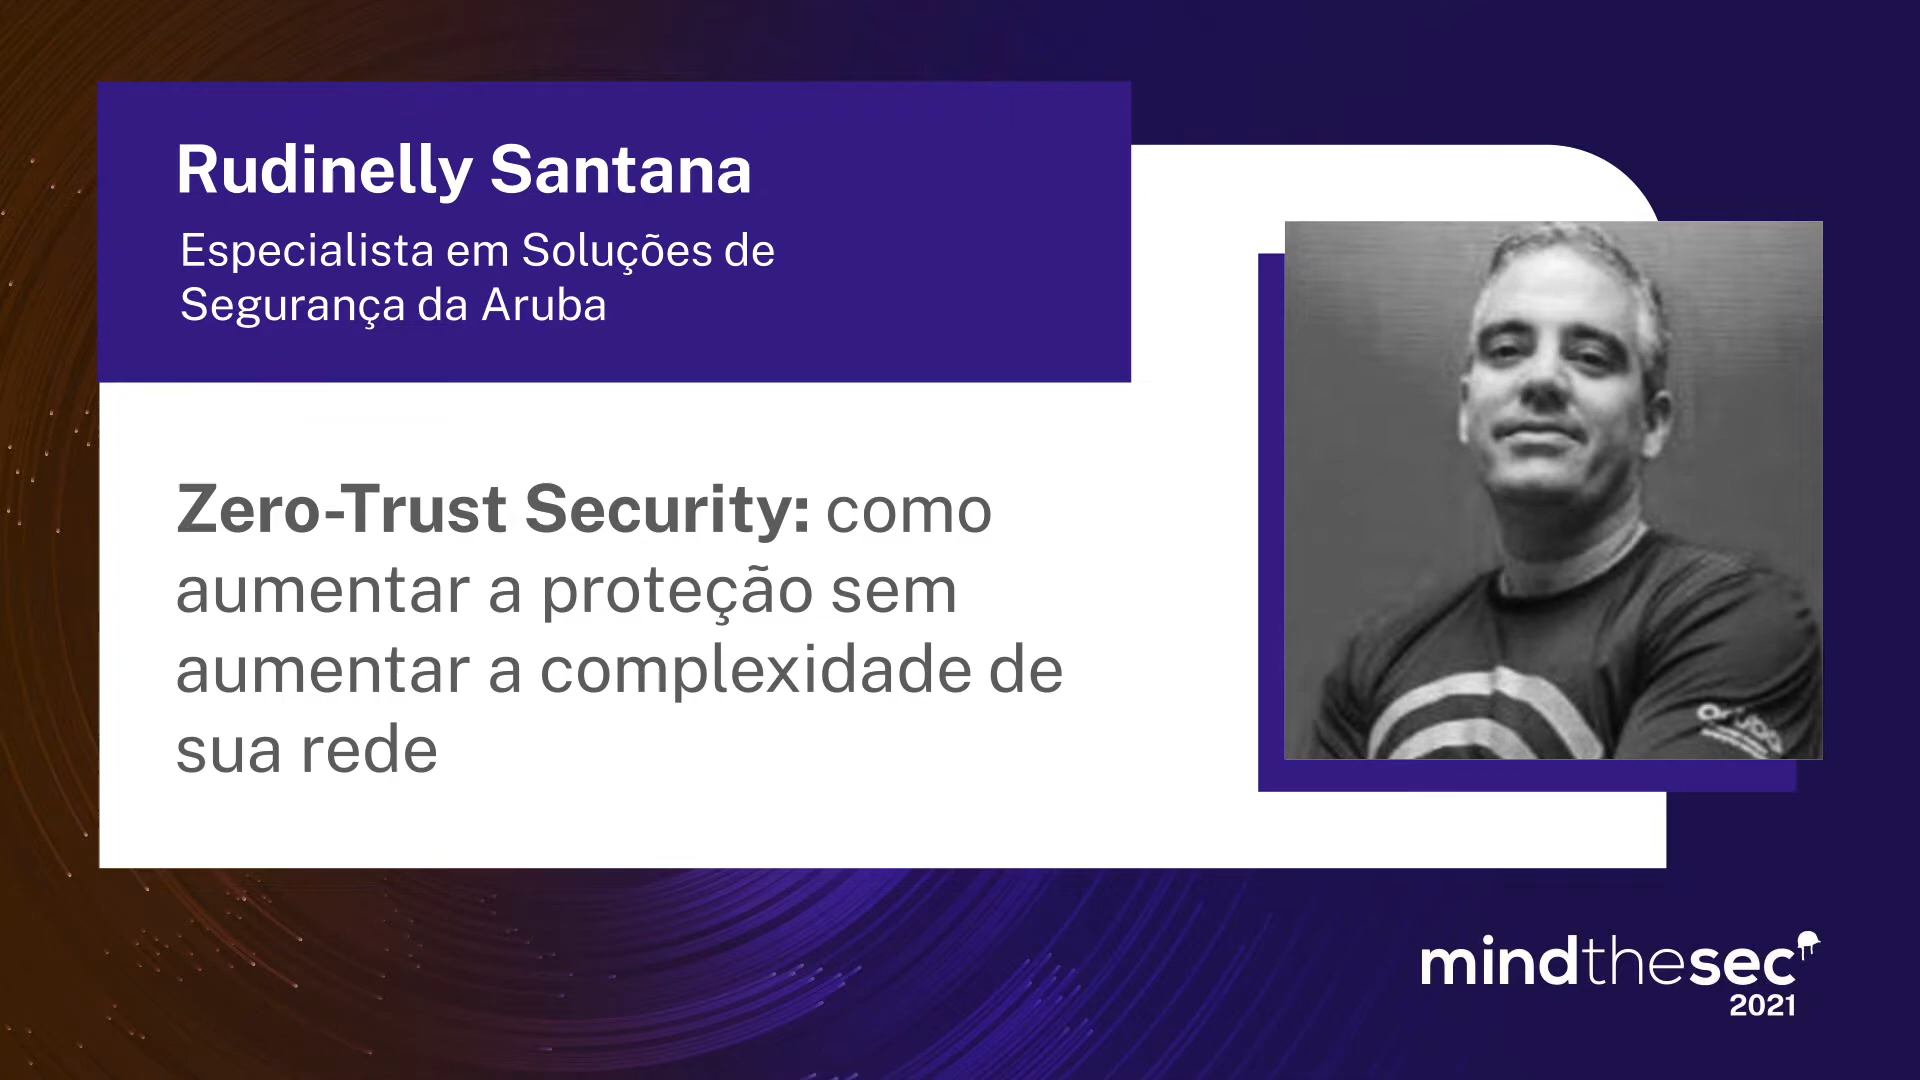 Rudinelly Santana
Especialista em Soluções de
Segurança da Aruba
Zero-Trust Security: como
aumentar a proteção sem
aumentar a complexidade de
sua rede
aruba
mindthesec
2021